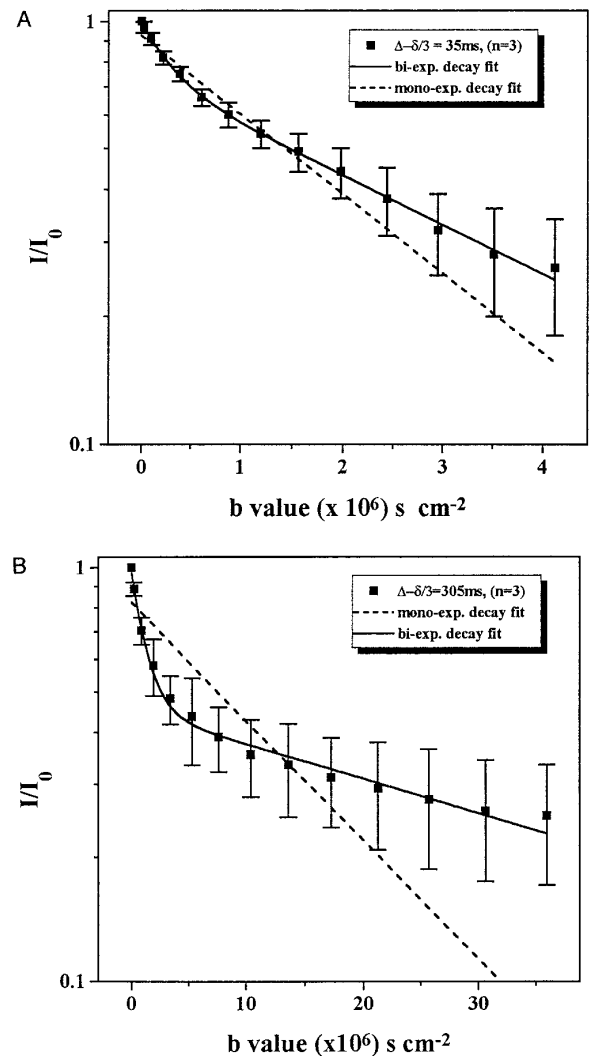 A
1
0.1
I/I₀
Δ–δ/3 = 35ms, (n=3)
bi-exp. decay fit
mono-exp. decay fit
0 1 2 3 4
b value (x 10⁶) s cm⁻²
B
1
0.1
I/I₀
Δ–δ/3=305ms, (n=3)
mono-exp. decay fit
bi-exp. decay fit
0 10 20 30
b value (x10⁶) s cm⁻²